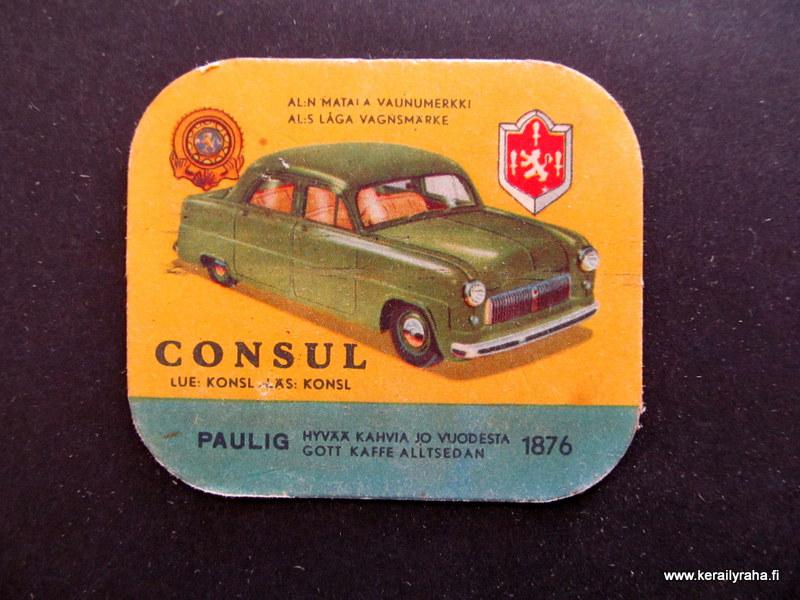 AL:N MATALA VAUNUMERKKI
AL:S LÅGA VAGNSMÄRKE
CONSUL
LUE: KONSL. LÄS: KONSL
PAULIG HYVÄÄ KAHVIA JO VUODESTA 1876
GOTT KAFFE ALLTSEDAN
www.kerailyraha.fi